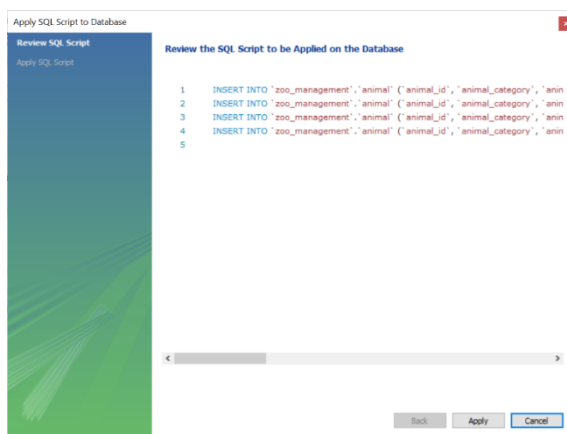 Apply SQL Script to Database
Review SQL Script
Apply SQL Script
Review the SQL Script to be Applied on the Database
1 INSERT INTO `zoo_management`.`animal` (`animal_id`, `animal_category`, `anin
2 INSERT INTO `zoo_management`.`animal` (`animal_id`, `animal_category`, `anin
3 INSERT INTO `zoo_management`.`animal` (`animal_id`, `animal_category`, `anin
4 INSERT INTO `zoo_management`.`animal` (`animal_id`, `animal_category`, `anin
5
Back Apply Cancel